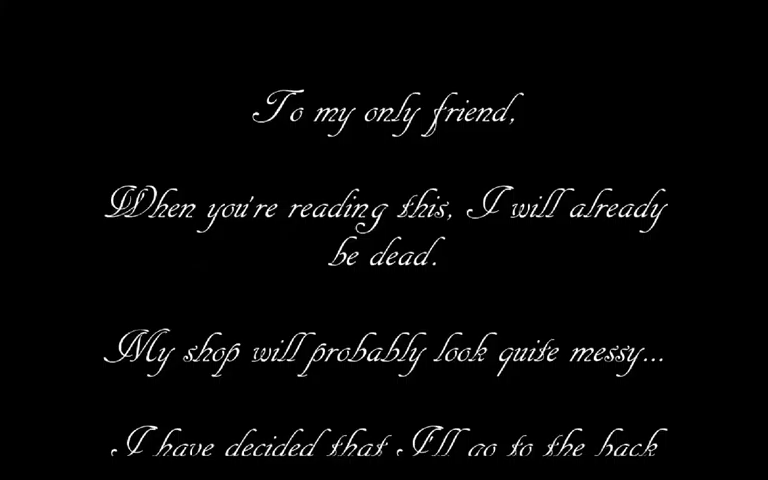 To my only friend,
When you're reading this, I will already
be dead.
My shop will probably look quite messy...
I have decided that I'll go to the back